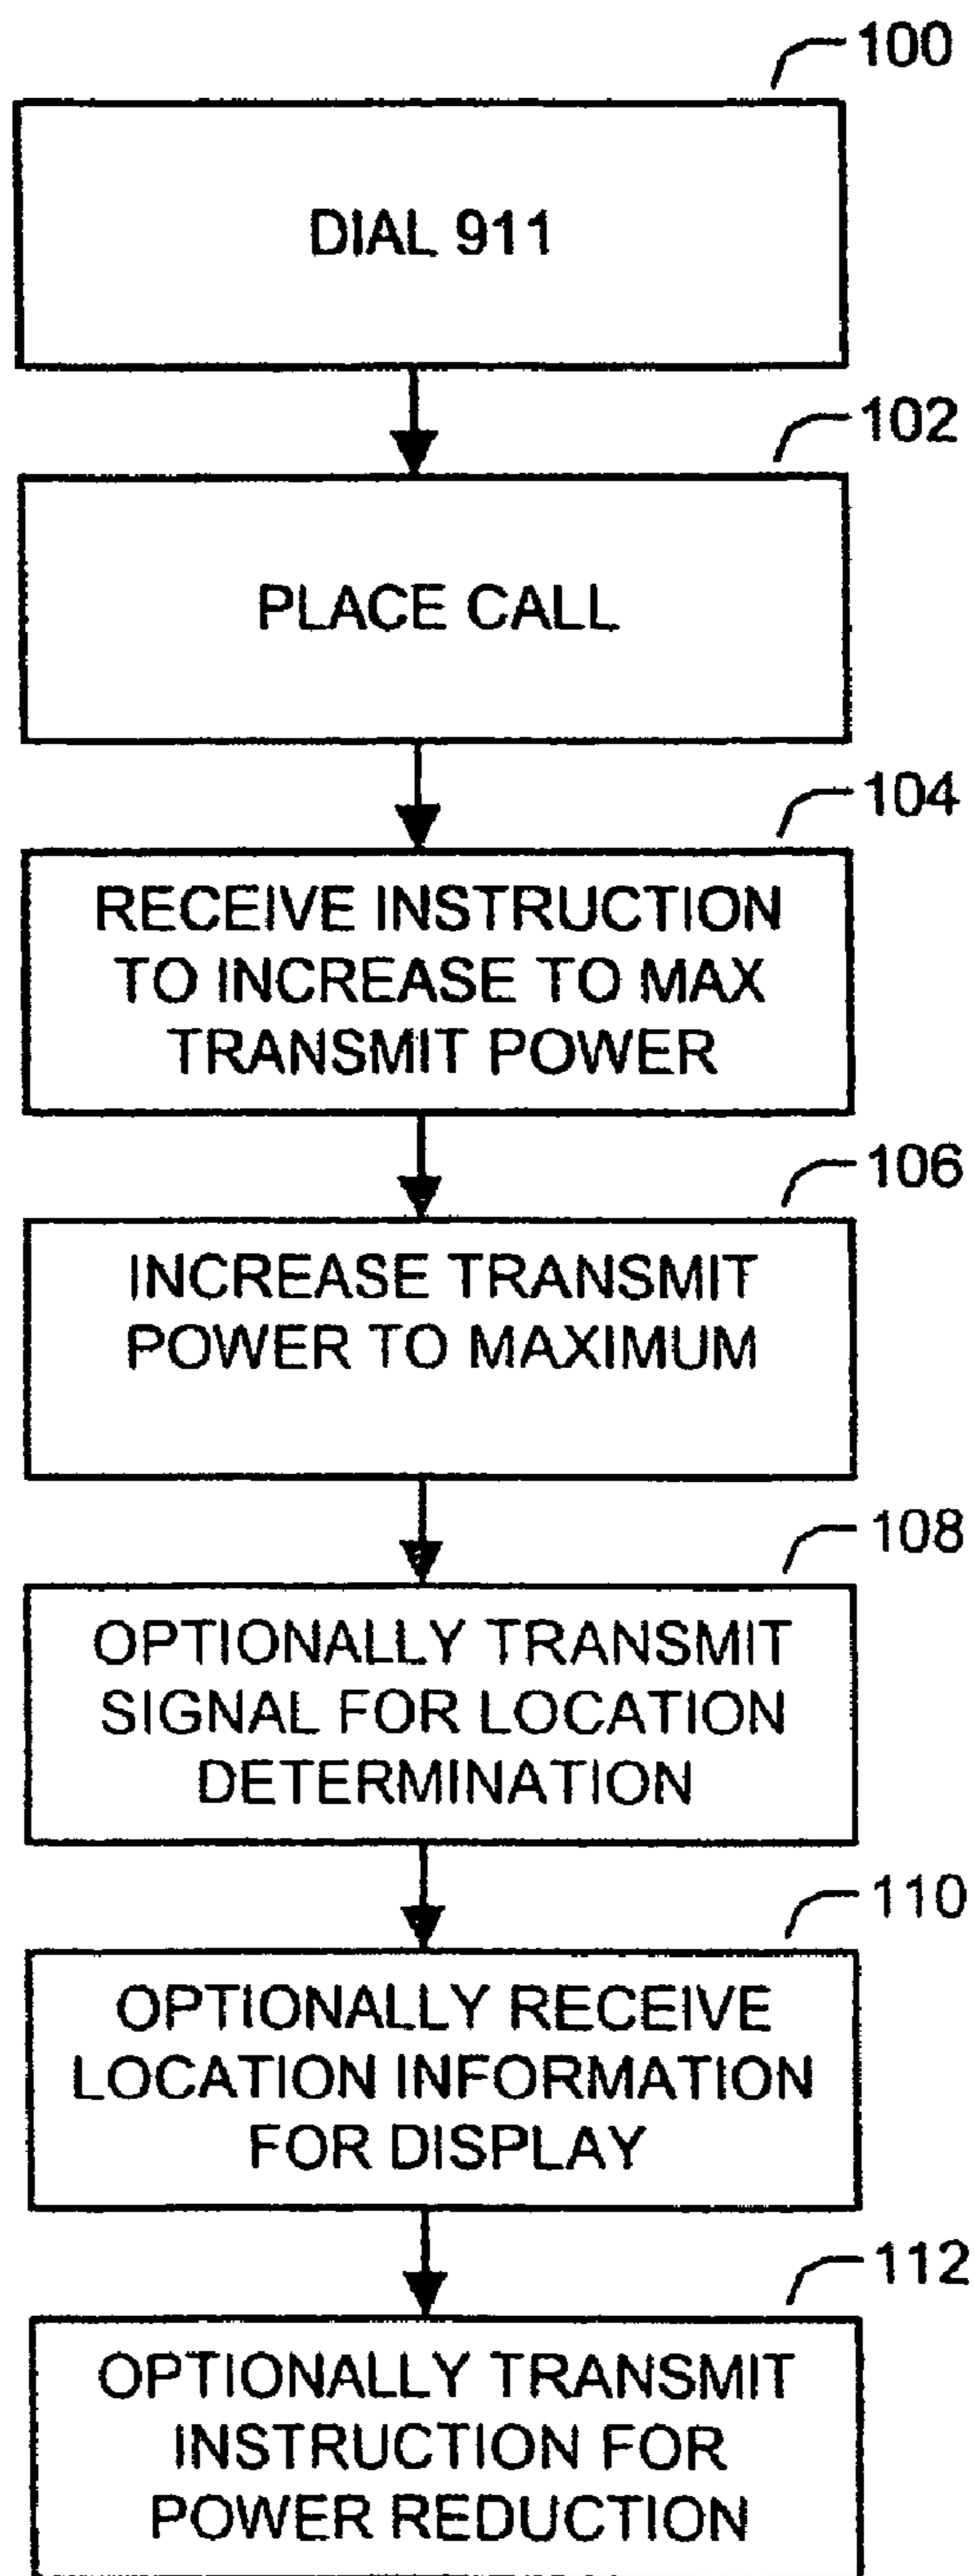 100
DIAL 911
102
PLACE CALL
104
RECEIVE INSTRUCTION
TO INCREASE TO MAX
TRANSMIT POWER
106
INCREASE TRANSMIT
POWER TO MAXIMUM
108
OPTIONALLY TRANSMIT
SIGNAL FOR LOCATION
DETERMINATION
110
OPTIONALLY RECEIVE
LOCATION INFORMATION
FOR DISPLAY
112
OPTIONALLY TRANSMIT
INSTRUCTION FOR
POWER REDUCTION